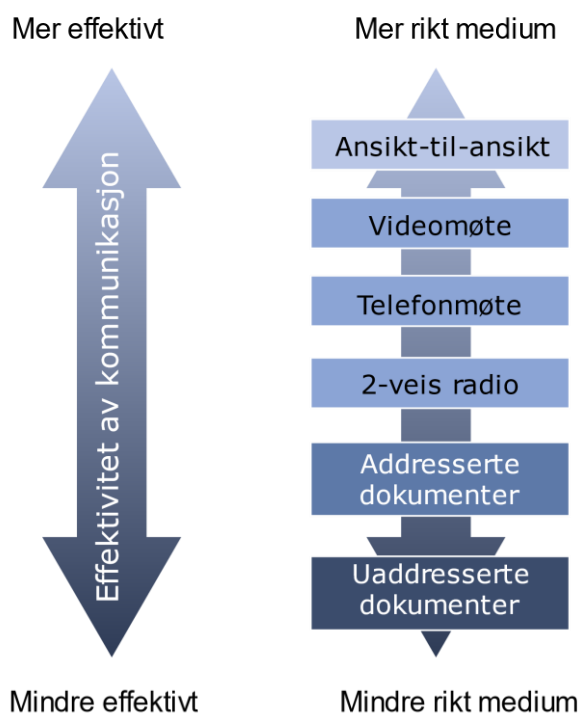 Mer effektivt
Mer rikt medium
Effektivitet av kommunikasjon
Ansikt-til-ansikt
Videomøte
Telefonmøte
2-veis radio
Addresserte
dokumenter
Uaddresserte
dokumenter
Mindre effektivt
Mindre rikt medium